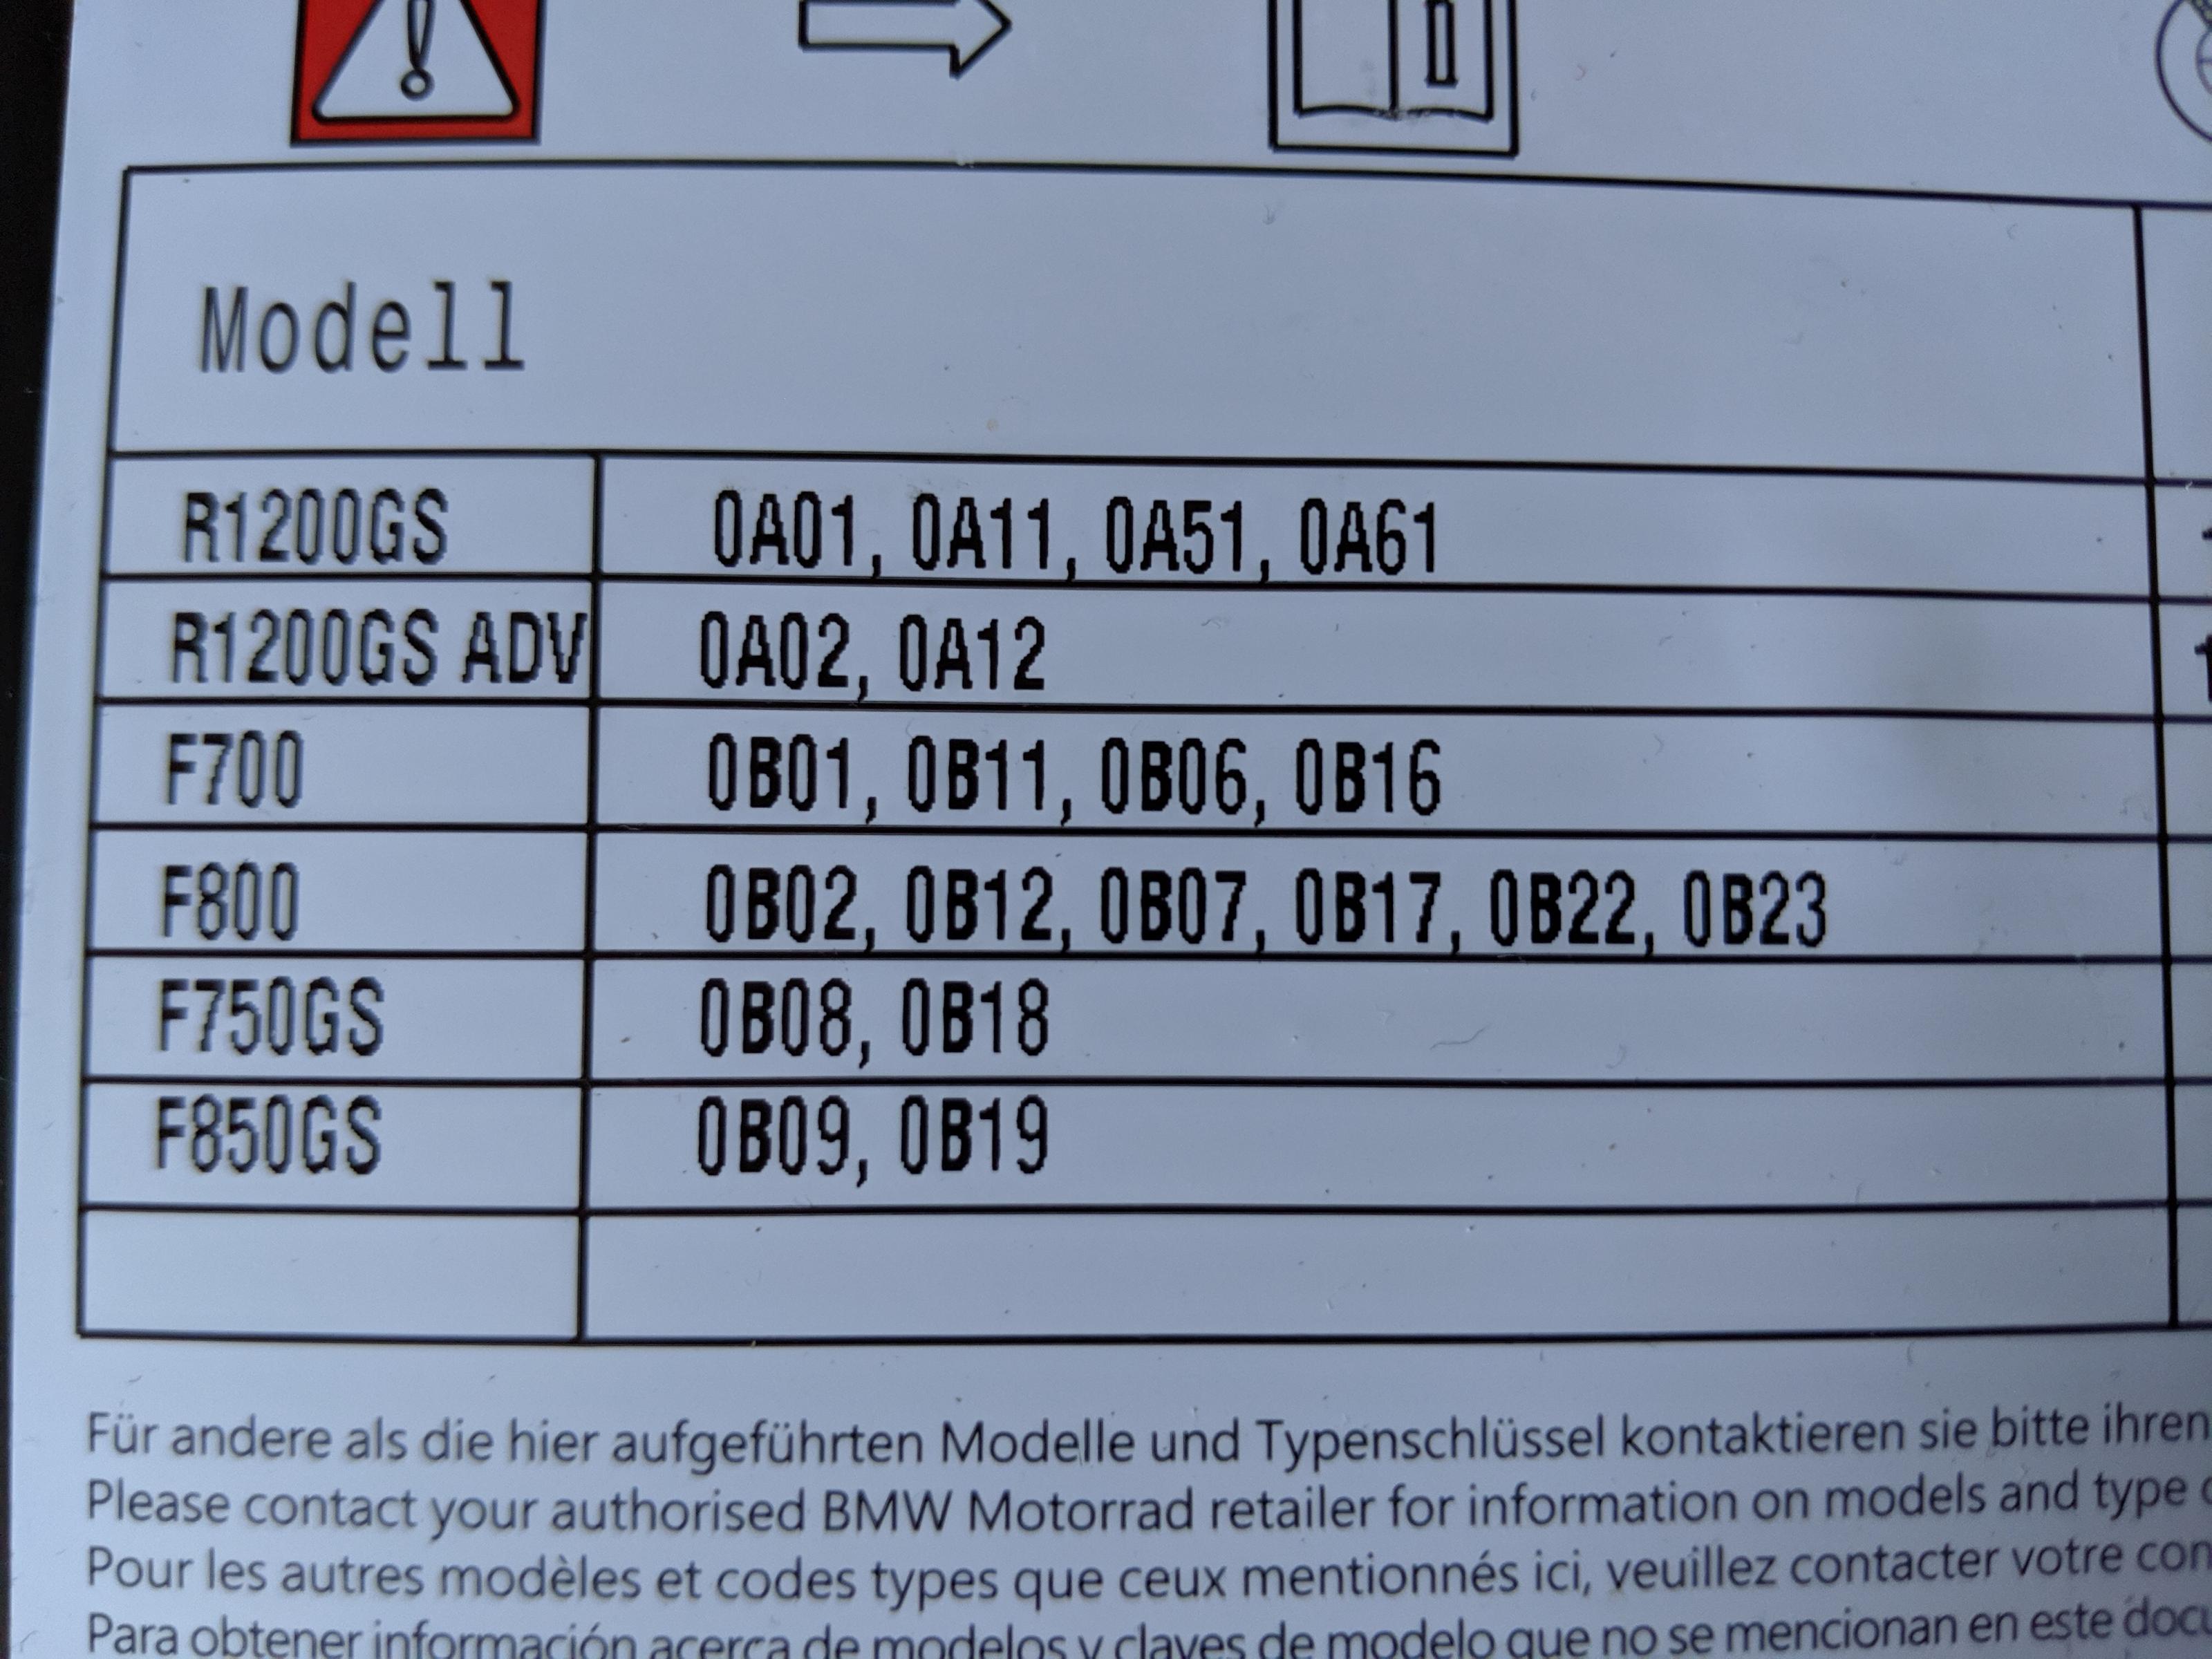 Modell
R1200GS 0A01, 0A11, 0A51, 0A61
R1200GS ADV 0A02, 0A12
F700 0B01, 0B11, 0B06, 0B16
F800 0B02, 0B12, 0B07, 0B17, 0B22, 0B23
F750GS 0B08, 0B18
F850GS 0B09, 0B19
Für andere als die hier aufgeführten Modelle und Typenschlüssel kontaktieren sie bitte ihren
Please contact your authorised BMW Motorrad retailer for information on models and type
Pour les autres modèles et codes types que ceux mentionnés ici, veuillez contacter votre
Para obtener información acerca de modelos y claves de modelo que no se mencionan en este